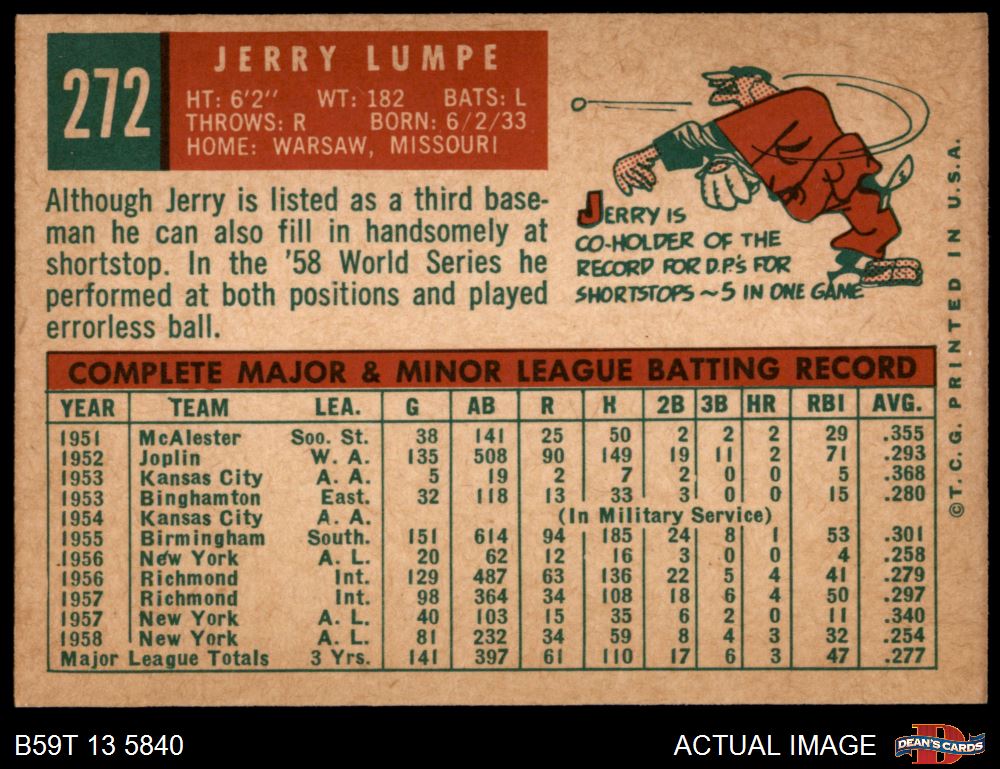 272
JERRY LUMPE
HT: 6'2" WT: 182 BATS: L
THROWS: R BORN: 6/2/33
HOME: WARSAW, MISSOURI
Although Jerry is listed as a third base-
man he can also fill in handsomely at
shortstop. In the '58 World Series he
performed at both positions and played
errorless ball.
JERRY IS
CO-HOLDER OF THE
RECORD FOR D.P.'S FOR
SHORTSTOPS ~ 5 IN ONE GAME
COMPLETE MAJOR & MINOR LEAGUE BATTING RECORD
YEAR TEAM LEA. G AB R H 2B 3B HR RBI AVG.
1951 McAlester Soo. St. 38 141 25 50 2 2 2 29 .355
1952 Joplin W. A. 135 508 90 149 19 11 2 71 .293
1953 Kansas City A. A. 5 19 2 7 2 0 0 5 .368
1953 Binghamton East. 32 118 13 33 3 0 0 15 .280
1954 Kansas City A. A. (In Military Service)
1955 Birmingham South. 151 614 94 185 24 8 1 53 .301
1956 New York A. L. 20 62 12 16 3 0 0 4 .258
1956 Richmond Int. 129 487 63 136 22 5 4 41 .279
1957 Richmond Int. 98 364 34 108 18 6 4 50 .297
1957 New York A. L. 40 103 15 35 6 2 0 11 .340
1958 New York A. L. 81 232 34 59 8 4 3 32 .254
Major League Totals 3 Yrs. 141 397 61 110 17 6 3 47 .277
© T. C. G. PRINTED IN U. S. A.
B59T 13 5840
ACTUAL IMAGE
DEAN'S CARDS